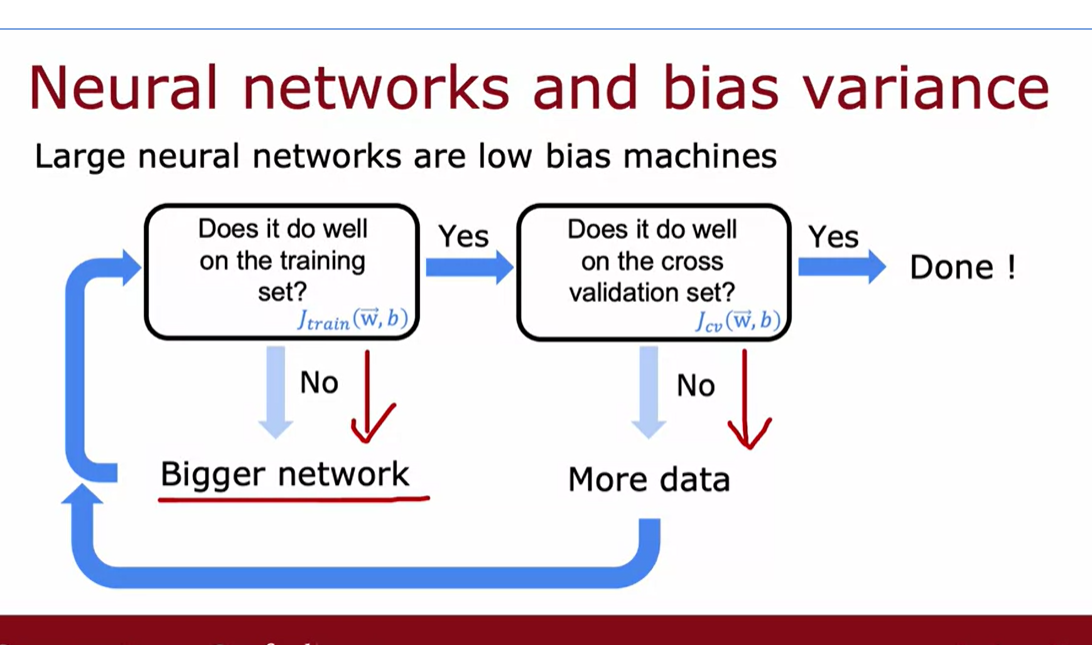 Neural networks and bias variance
Large neural networks are low bias machines
Does it do well
on the training
set?
J_train(w⃗, b)
Yes
Does it do well
on the cross
validation set?
J_cv(w⃗, b)
Yes
Done !
No
No
Bigger network
More data